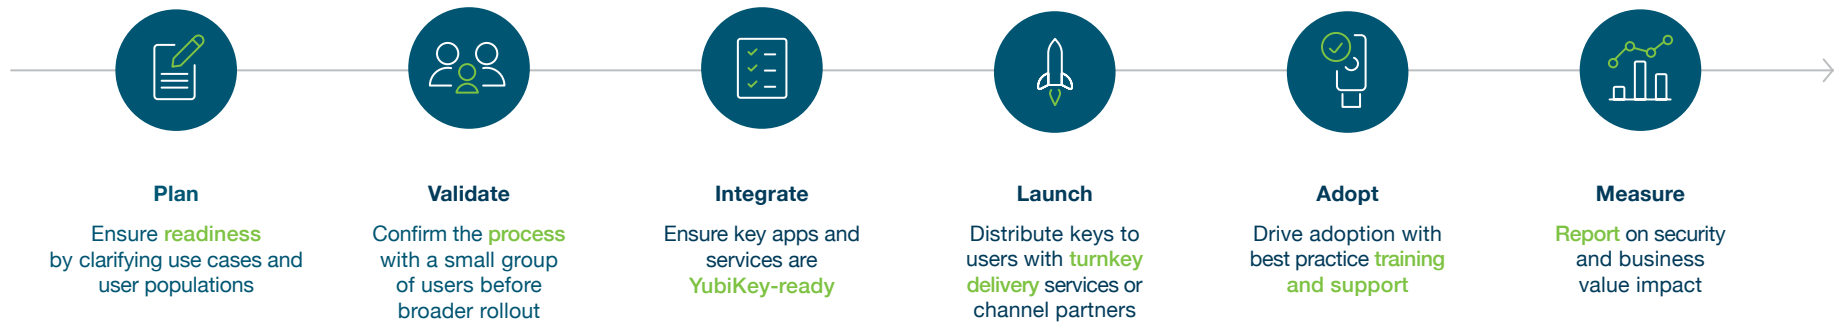 Plan
Ensure readiness
by clarifying use cases and
user populations
Validate
Confirm the process
with a small group
of users before
broader rollout
Integrate
Ensure key apps and
services are
YubiKey-ready
Launch
Distribute keys to
users with turnkey
delivery services or
channel partners
Adopt
Drive adoption with
best practice training
and support
Measure
Report on security
and business
value impact